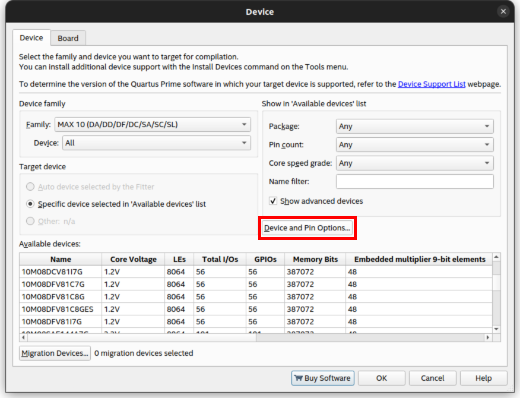 Device
Device Board
Select the family and device you want to target for compilation.
You can install additional device support with the Install Devices command on the Tools menu.
To determine the version of the Quartus Prime software in which your target device is supported, refer to the Device Support List webpage.
Device family
Family: MAX 10 (DA/DD/DF/DC/SA/SC/SL)
Device: All
Show in 'Available devices' list
Package: Any
Pin count: Any
Core speed grade: Any
Name filter:
Show advanced devices
Target device
Auto device selected by the Fitter
Specific device selected in 'Available devices' list
Other: n/a
Device and Pin Options...
Available devices:
Name Core Voltage LEs Total I/Os GPIOs Memory Bits Embedded multiplier 9-bit elements
10M08DCV81I7G 1.2V 8064 56 56 387072 48
10M08DFV81C7G 1.2V 8064 56 56 387072 48
10M08DFV81C8G 1.2V 8064 56 56 387072 48
10M08DFV81C8GES 1.2V 8064 56 56 387072 48
10M08DFV81I7G 1.2V 8064 56 56 387072 48
Migration Devices... 0 migration devices selected
Buy Software OK Cancel Help